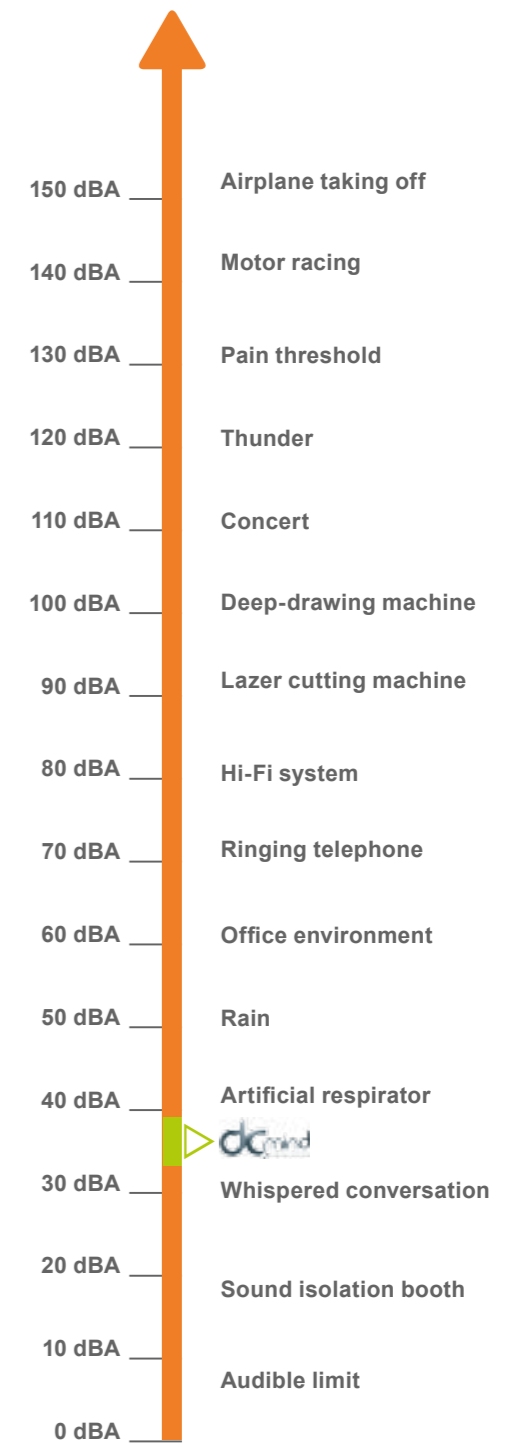 150 dBA Airplane taking off
140 dBA Motor racing
130 dBA Pain threshold
120 dBA Thunder
110 dBA Concert
100 dBA Deep-drawing machine
90 dBA Lazer cutting machine
80 dBA Hi-Fi system
70 dBA Ringing telephone
60 dBA Office environment
50 dBA Rain
40 dBA Artificial respirator
dcmind
30 dBA Whispered conversation
20 dBA Sound isolation booth
10 dBA Audible limit
0 dBA